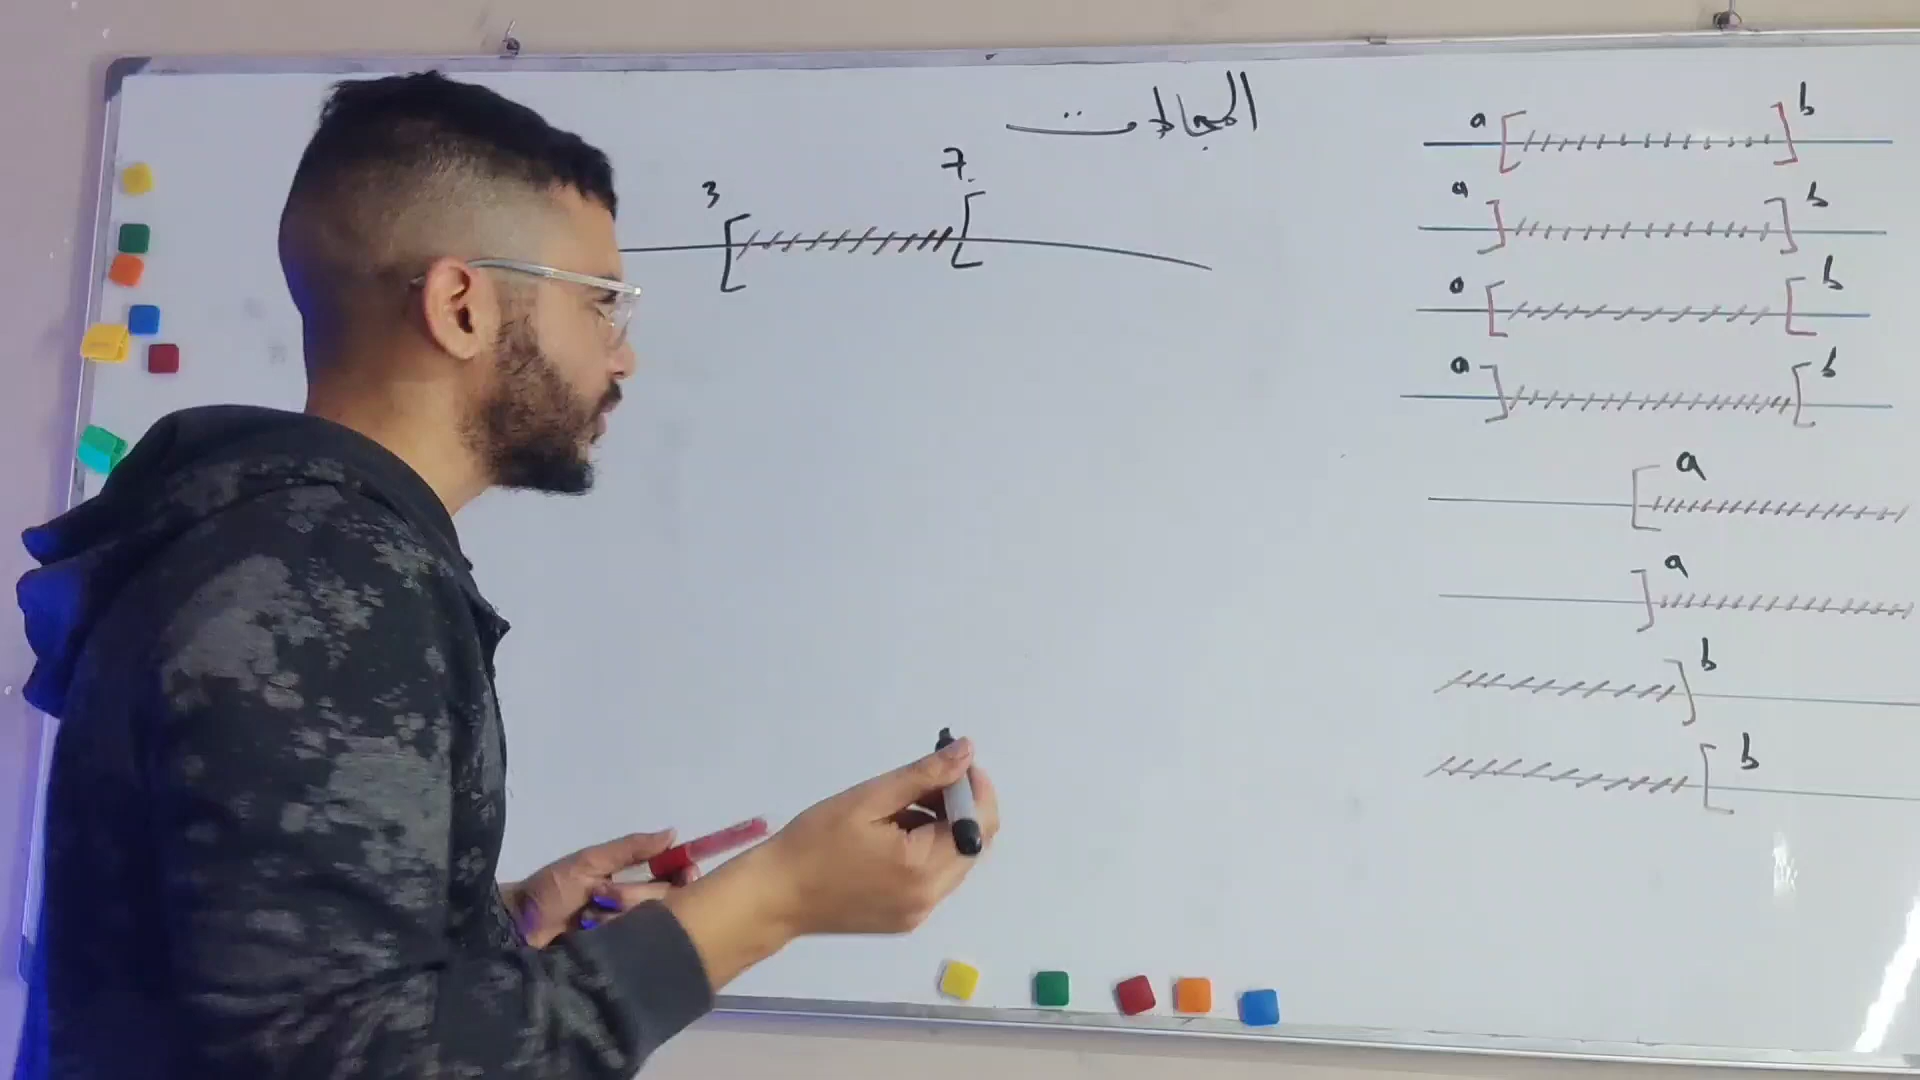 المجالات
3 [ 7 [
a [ b ]
a ] b ]
a [ b [
a ] b [
[ a
] a
b ]
[ b